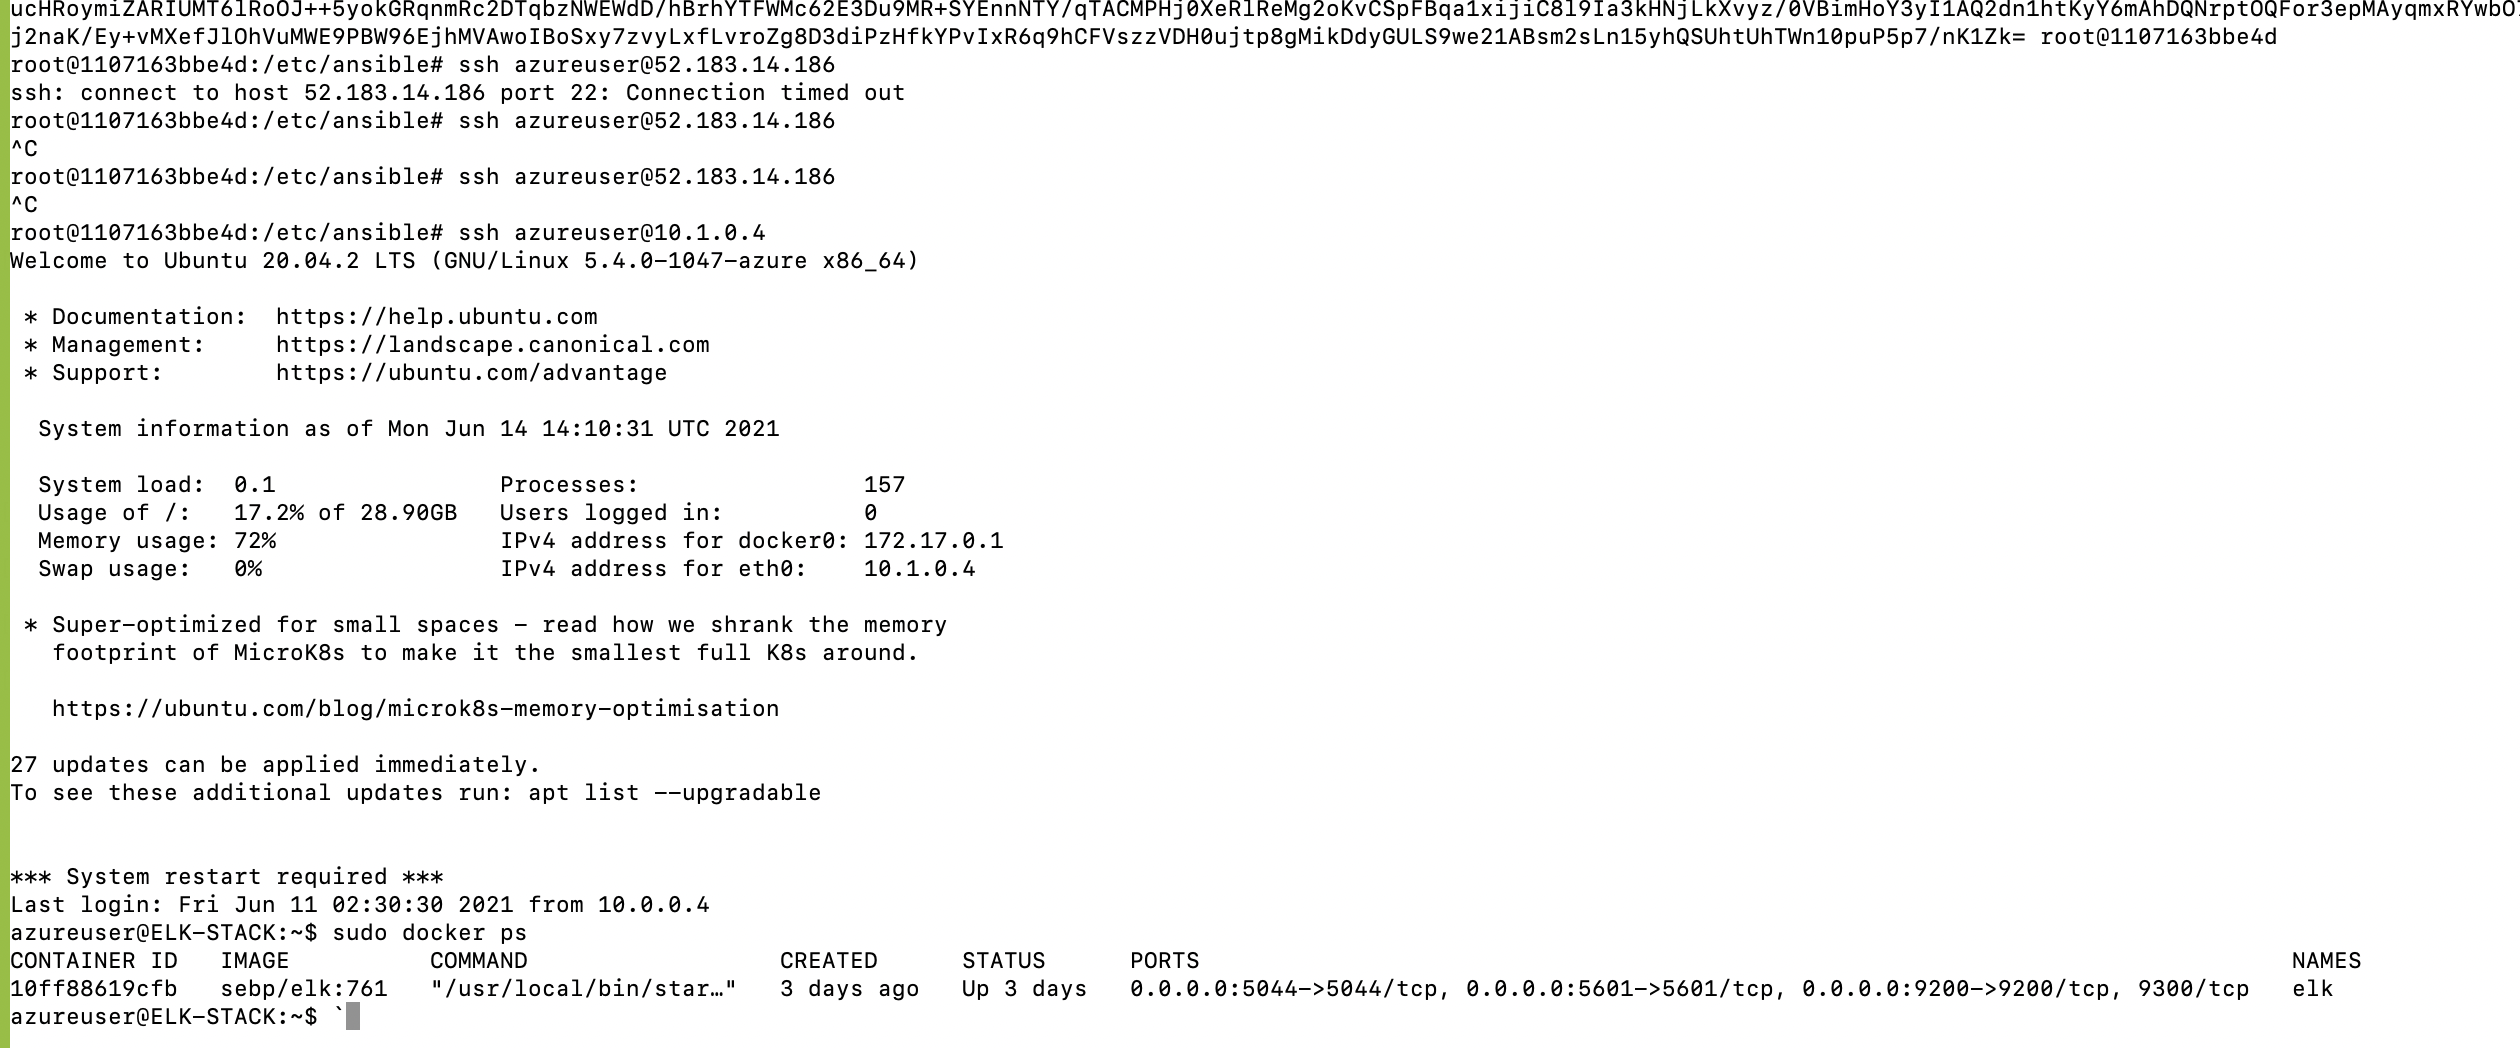 ucHRoymiZARIUMT6lRoOJ++5yokGRqnmRc2DTqbzNWEWdD/hBrhYTFWMc62E3Du9MR+SYEnnNTY/qTACMPHj0XeRlReMg2oKvCSpFBqa1xijiC8l9Ia3kHNjLkXvyz/0VBimHoY3yI1AQ2dn1htKyY6mAhDQNrptOQFor3epMAyqmxRYwbO
j2naK/Ey+vMXefJlOhVuMWE9PBW96EjhMVAwoIBoSxy7zvyLxfLvroZg8D3diPzHfkYPvIxR6q9hCFVszzVDH0ujtp8gMikDdyGULS9we21ABsm2sLn15yhQSUhtUhTWn10puP5p7/nK1Zk= root@1107163bbe4d
root@1107163bbe4d:/etc/ansible# ssh azureuser@52.183.14.186
ssh: connect to host 52.183.14.186 port 22: Connection timed out
root@1107163bbe4d:/etc/ansible# ssh azureuser@52.183.14.186
^C
root@1107163bbe4d:/etc/ansible# ssh azureuser@52.183.14.186
^C
root@1107163bbe4d:/etc/ansible# ssh azureuser@10.1.0.4
Welcome to Ubuntu 20.04.2 LTS (GNU/Linux 5.4.0-1047-azure x86_64)
* Documentation: https://help.ubuntu.com
* Management: https://landscape.canonical.com
* Support: https://ubuntu.com/advantage
System information as of Mon Jun 14 14:10:31 UTC 2021
System load: 0.1 Processes: 157
Usage of /: 17.2% of 28.90GB Users logged in: 0
Memory usage: 72% IPv4 address for docker0: 172.17.0.1
Swap usage: 0% IPv4 address for eth0: 10.1.0.4
* Super-optimized for small spaces - read how we shrank the memory
footprint of MicroK8s to make it the smallest full K8s around.
https://ubuntu.com/blog/microk8s-memory-optimisation
27 updates can be applied immediately.
To see these additional updates run: apt list --upgradable
*** System restart required ***
Last login: Fri Jun 11 02:30:30 2021 from 10.0.0.4
azureuser@ELK-STACK:~$ sudo docker ps
CONTAINER ID IMAGE COMMAND CREATED STATUS PORTS NAMES
10ff88619cfb sebp/elk:761 "/usr/local/bin/star…" 3 days ago Up 3 days 0.0.0.0:5044->5044/tcp, 0.0.0.0:5601->5601/tcp, 0.0.0.0:9200->9200/tcp, 9300/tcp elk
azureuser@ELK-STACK:~$ `